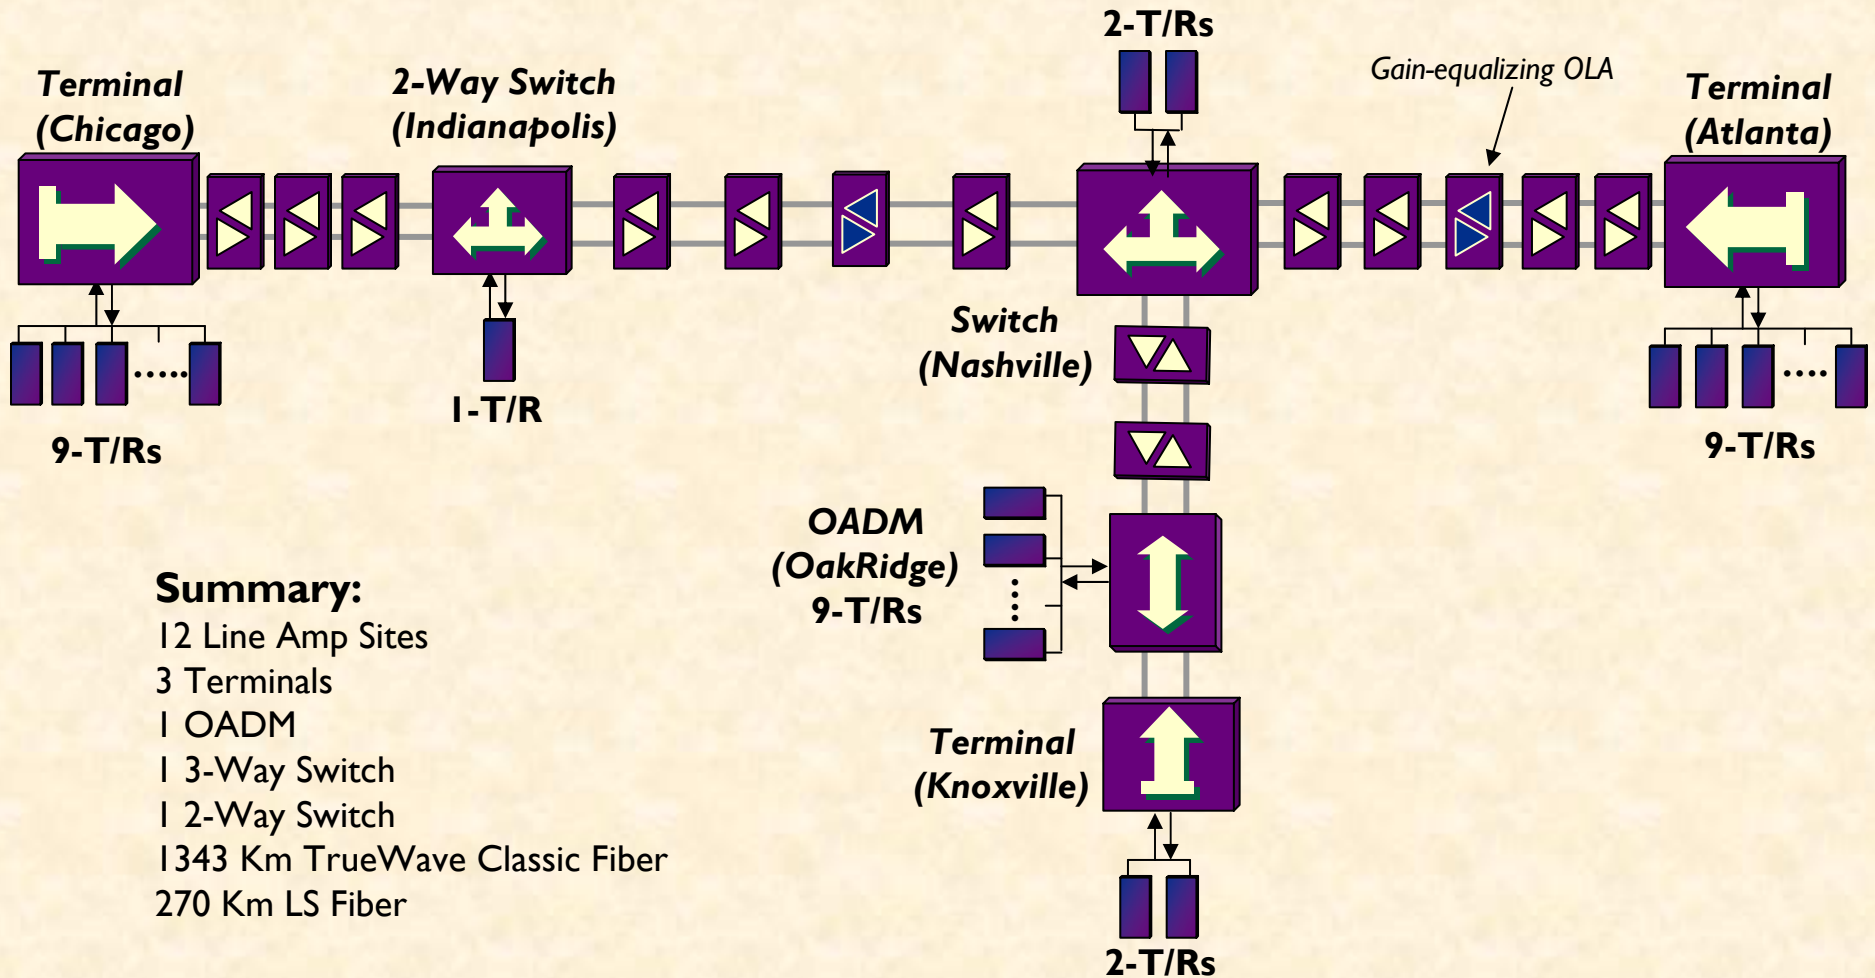 2-T/Rs
Gain-equalizing OLA
Terminal
(Chicago)
2-Way Switch
(Indianapolis)
Terminal
(Atlanta)
Switch
(Nashville)
1-T/R
9-T/Rs
9-T/Rs
OADM
(OakRidge)
9-T/Rs
Summary:
12 Line Amp Sites
3 Terminals
1 OADM
1 3-Way Switch
1 2-Way Switch
1343 Km TrueWave Classic Fiber
270 Km LS Fiber
Terminal
(Knoxville)
2-T/Rs